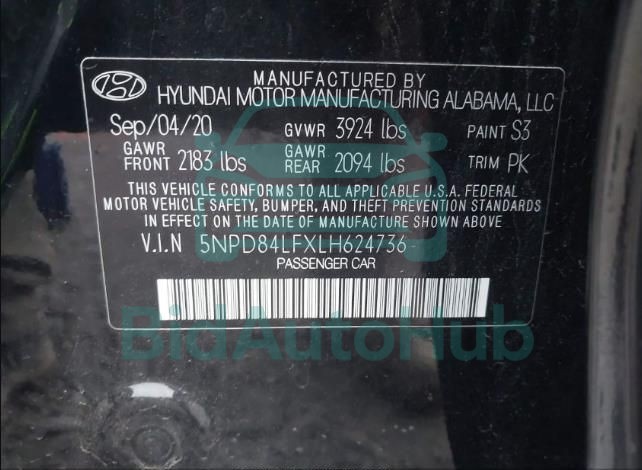 MANUFACTURED BY
HYUNDAI MOTOR MANUFACTURING ALABAMA, LLC
Sep/04/20 GVWR 3924 lbs PAINT S3
GAWR FRONT 2183 lbs GAWR REAR 2094 lbs TRIM PK
THIS VEHICLE CONFORMS TO ALL APPLICABLE U.S.A. FEDERAL
MOTOR VEHICLE SAFETY, BUMPER, AND THEFT PREVENTION STANDARDS
IN EFFECT ON THE DATE OF MANUFACTURE SHOWN ABOVE
V.I.N 5NPD84LFXLH624736
PASSENGER CAR
BidAutoHub